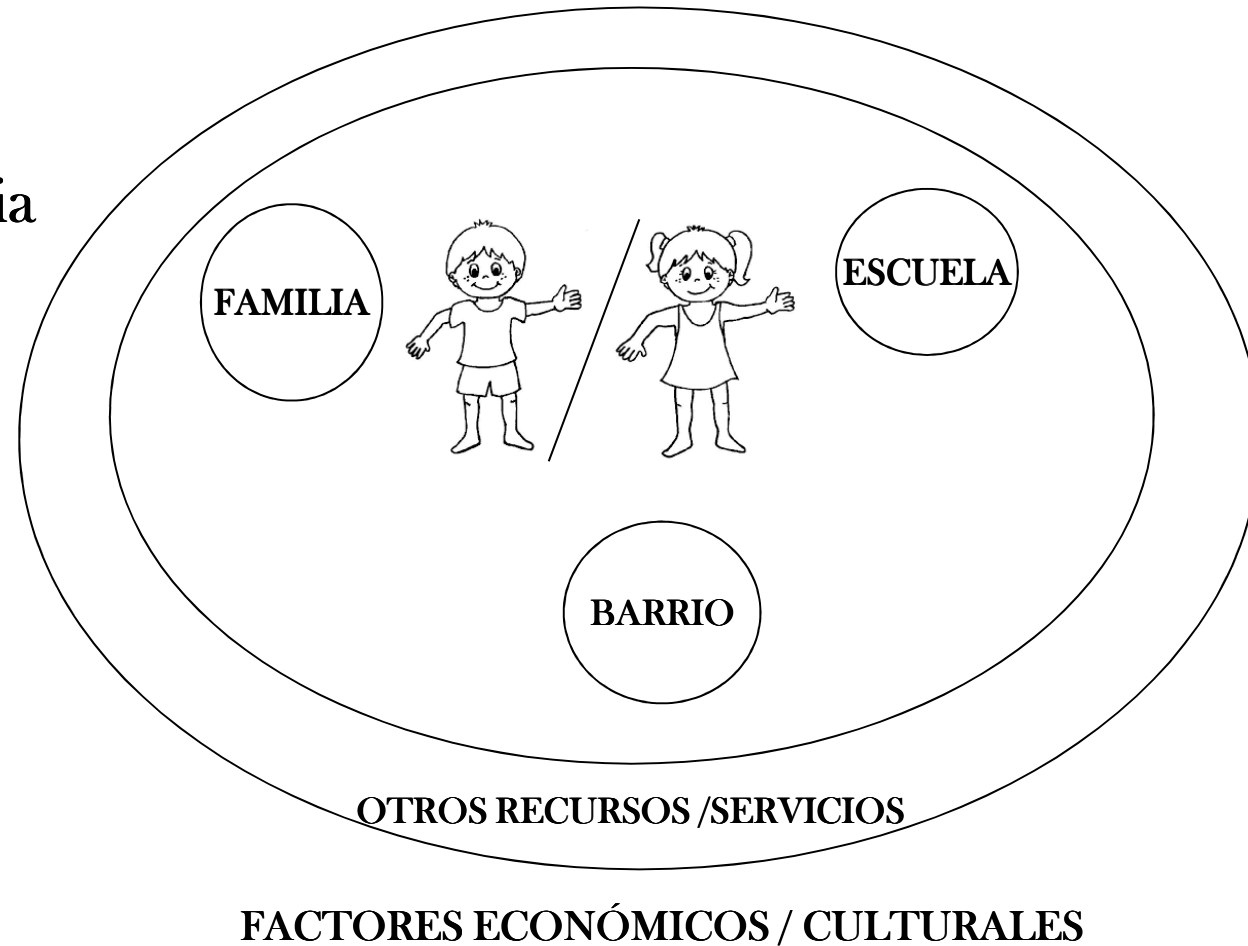 FAMILIA
ESCUELA
BARRIO
OTROS RECURSOS /SERVICIOS
FACTORES ECONÓMICOS / CULTURALES